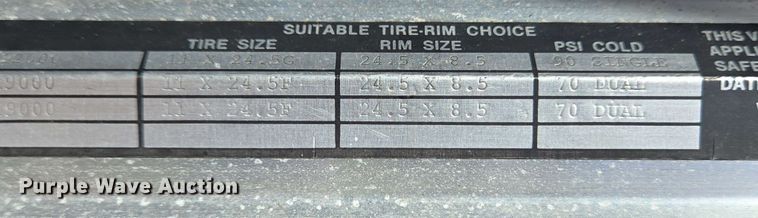 SUITABLE TIRE-RIM CHOICE
TIRE SIZE RIM SIZE PSI COLD
11 X 24.5G 24.5 X 8.5 90 SINGLE
9000 11 X 24.5F 24.5 X 8.5 70 DUAL
9000 11 X 24.5F 24.5 X 8.5 70 DUAL
THIS V
APPLI
SAFE
DAT
Purple Wave Auction